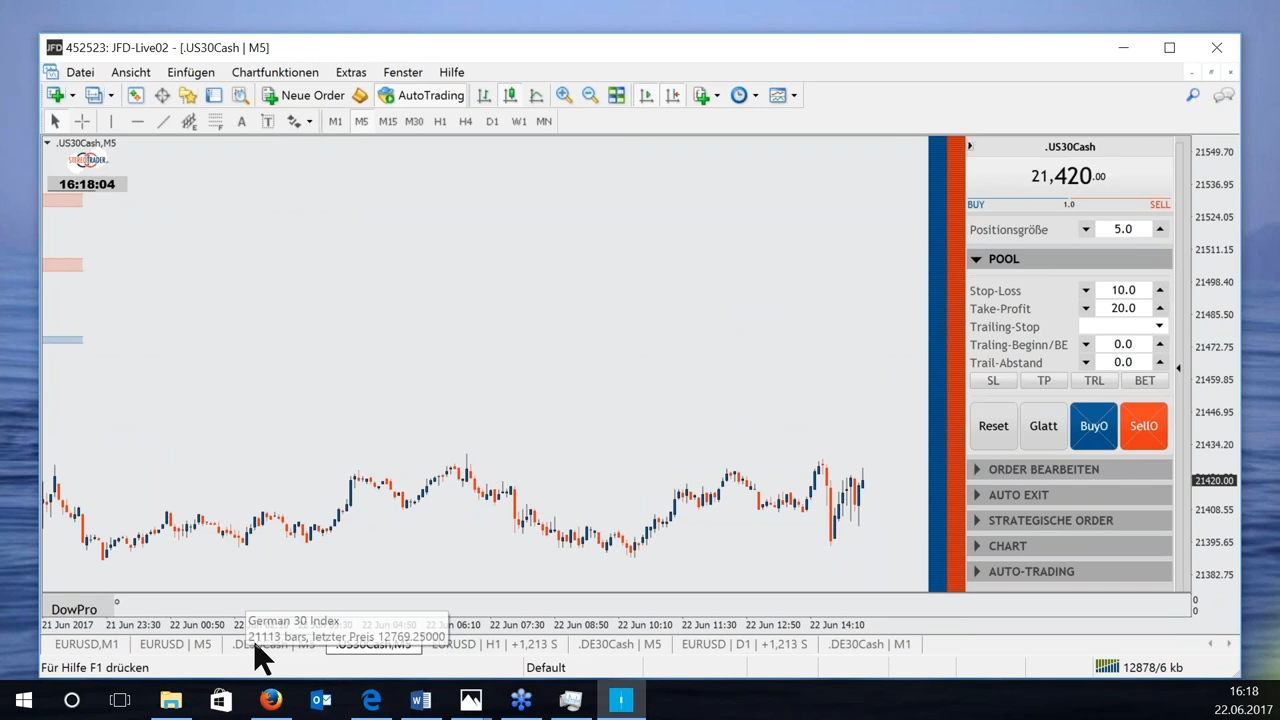 JFD 452523: JFD-Live02 - [.US30Cash | M5]
Datei Ansicht Einfügen Chartfunktionen Extras Fenster Hilfe
Neue Order AutoTrading
A T M1 M5 M15 M30 H1 H4 D1 W1 MN
.US30Cash,M5
STEREOTRADER
16:18:04
.US30Cash
21,420.00
BUY 1.0 SELL
Positionsgröße 5.0
POOL
Stop-Loss 10.0
Take-Profit 20.0
Trailing-Stop
Traling-Beginn/BE 0.0
Trail-Abstand 0.0
SL TP TRL BET
Reset Glatt BuyO SellO
ORDER BEARBEITEN
AUTO EXIT
STRATEGISCHE ORDER
CHART
AUTO-TRADING
21549.70
21536.95
21524.05
21511.15
21498.40
21485.50
21472.75
21459.85
21446.95
21434.20
21420.00
21408.55
21395.65
21382.75
0
0
DowPro
German 30 Index
21113 bars, letzter Preis 12769.25000
21 Jun 2017 21 Jun 23:30 22 Jun 00:50 22 Jun 06:10 22 Jun 07:30 22 Jun 08:50 22 Jun 10:10 22 Jun 11:30 22 Jun 12:50 22 Jun 14:10
EURUSD,M1 EURUSD | M5 .US30Cash,M5 EURUSD | H1 +1,213 S .DE30Cash | M5 EURUSD | D1 +1,213 S .DE30Cash | M1
Für Hilfe F1 drücken Default 12878/6 kb
16:18
22.06.2017